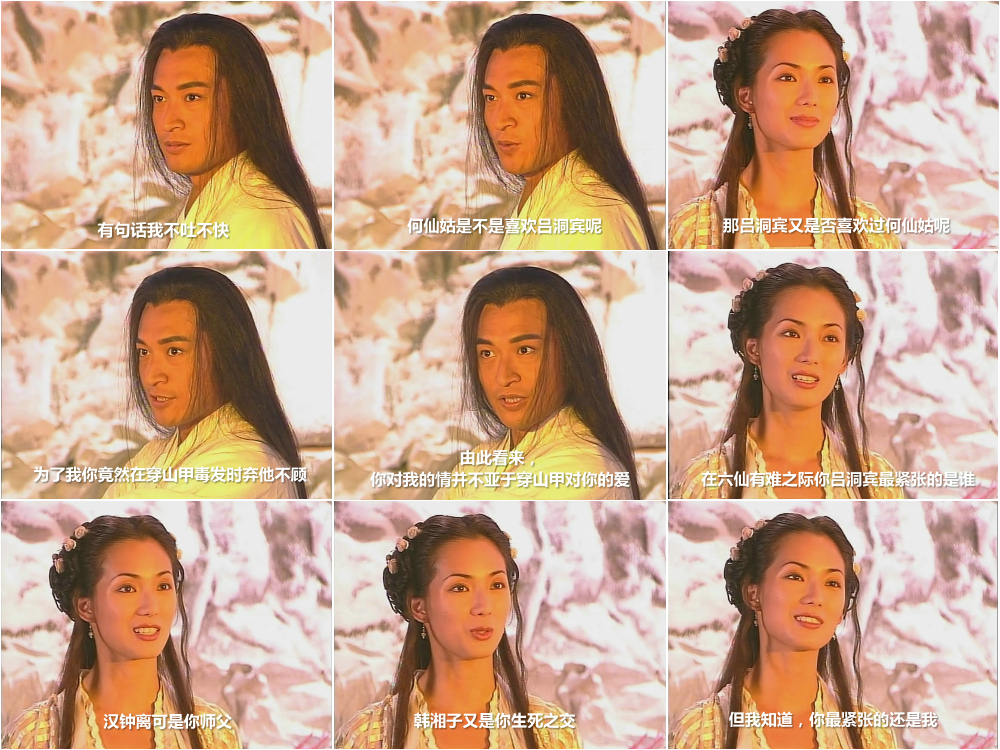 有句话我不吐不快
何仙姑是不是喜欢吕洞宾呢
那吕洞宾又是否喜欢过何仙姑呢
为了我你竟然在穿山甲毒发时弃他不顾
由此看来，
你对我的情并不亚于穿山甲对你的爱
在六仙有难之际你吕洞宾最紧张的是谁
汉钟离可是你师父
韩湘子又是你生死之交
但我知道，你最紧张的还是我